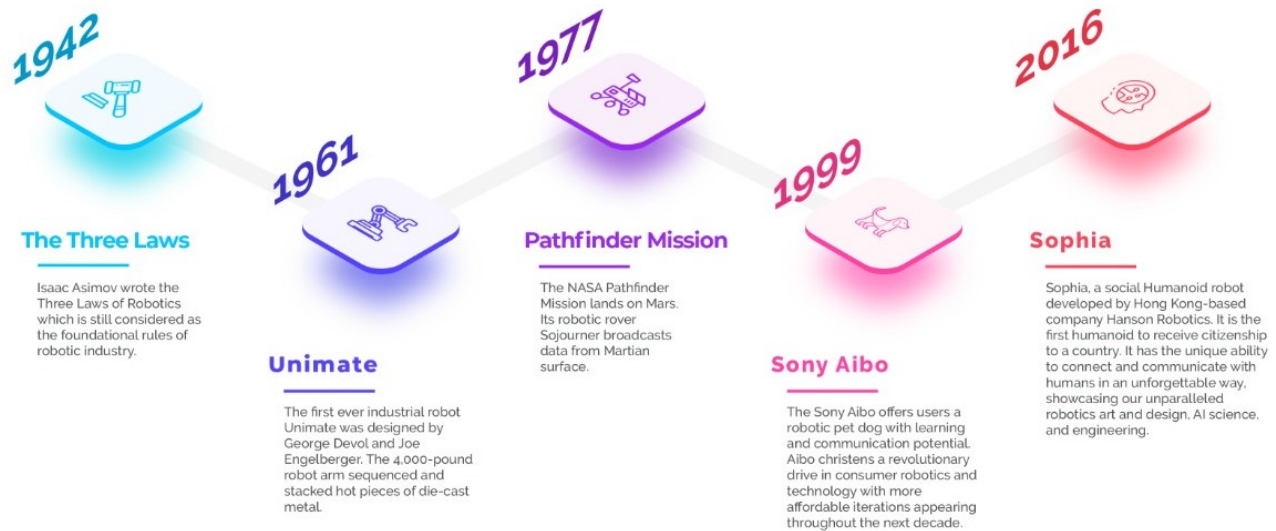 1942
The Three Laws
Isaac Asimov wrote the
Three Laws of Robotics
which is still considered as
the foundational rules of
robotic industry.
1961
Unimate
The first ever industrial robot
Unimate was designed by
George Devol and Joe
Engelberger. The 4,000-pound
robot arm sequenced and
stacked hot pieces of die-cast
metal.
1977
Pathfinder Mission
The NASA Pathfinder
Mission lands on Mars.
Its robotic rover
Sojourner broadcasts
data from Martian
surface.
1999
Sony Aibo
The Sony Aibo offers users a
robotic pet dog with learning
and communication potential.
Aibo christens a revolutionary
drive in consumer robotics and
technology with more
affordable iterations appearing
throughout the next decade.
2016
Sophia
Sophia, a social Humanoid robot
developed by Hong Kong-based
company Hanson Robotics. It is the
first humanoid to receive citizenship
to a country. It has the unique ability
to connect and communicate with
humans in an unforgettable way,
showcasing our unparalleled
robotics art and design, AI science,
and engineering.